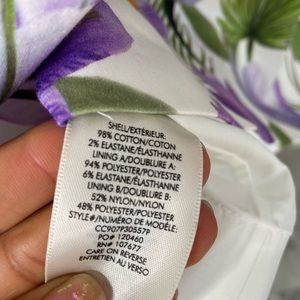 SHELL/EXTÉRIEUR:
98% COTTON/COTON
2% ELASTANE/ÉLASTHANNE
LINING A/DOUBLURE A:
94% POLYESTER/POLYESTER
6% ELASTANE/ÉLASTHANNE
LINING B/DOUBLURE B:
52% NYLON/NYLON
48% POLYESTER/POLYESTER
STYLE#/NUMÉRO DE MODÈLE:
CC907P30557P
PO# 120460
RN# 107677
CARE ON REVERSE
ENTRETIEN AU VERSO